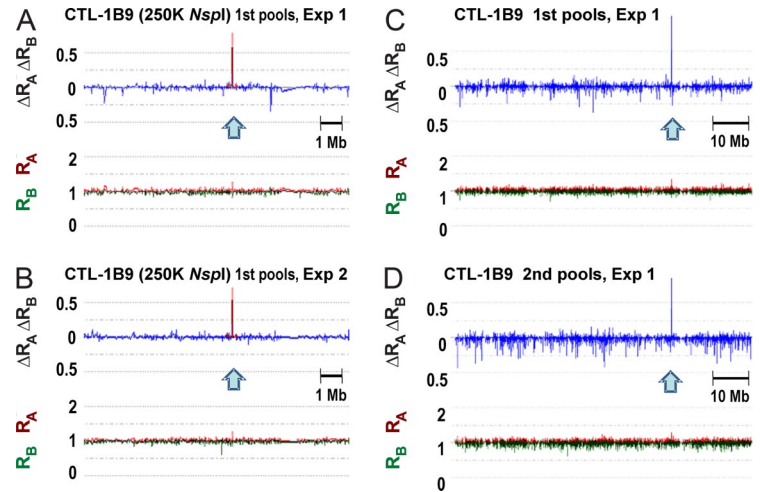 A
CTL-1B9 (250K NspI) 1st pools, Exp 1
ΔRA ΔRB
0.5
0
0.5
1 Mb
RB RA
2
1
0
B
CTL-1B9 (250K NspI) 1st pools, Exp 2
ΔRA ΔRB
0.5
0
0.5
1 Mb
RB RA
2
1
0
C
CTL-1B9 1st pools, Exp 1
ΔRA ΔRB
0.5
0
0.5
10 Mb
RB RA
2
1
0
D
CTL-1B9 2nd pools, Exp 1
ΔRA ΔRB
0.5
0
0.5
10 Mb
RB RA
2
1
0